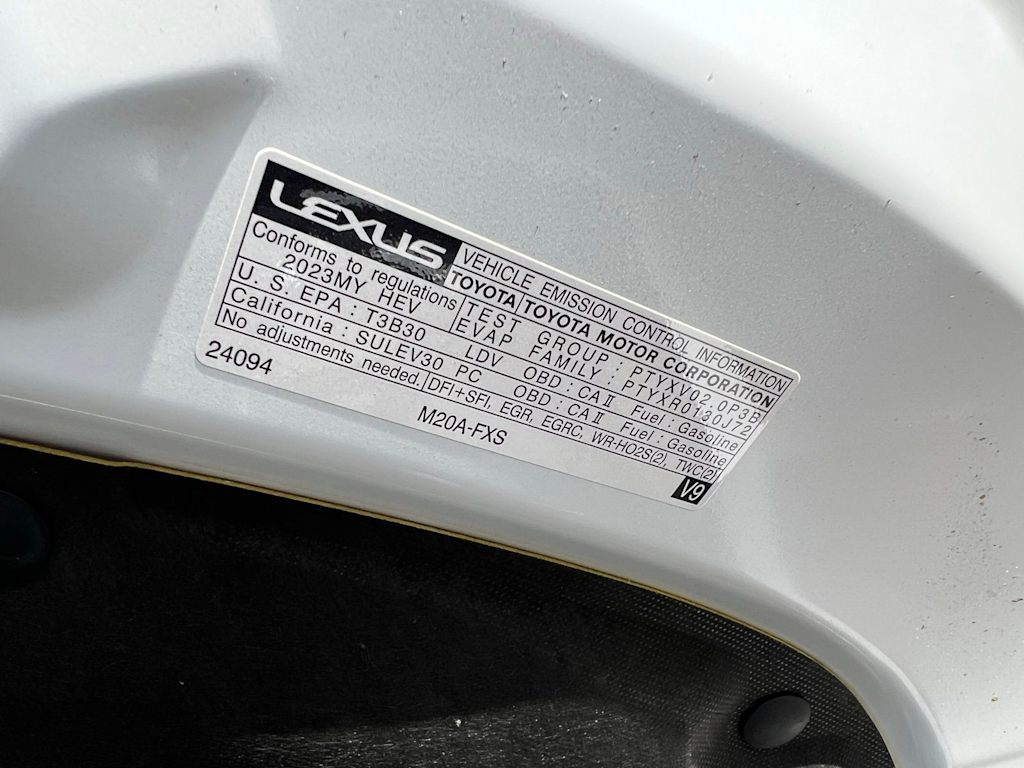 LEXUS VEHICLE EMISSION CONTROL INFORMATION
TOYOTA TOYOTA MOTOR CORPORATION
Conforms to regulations TEST GROUP : PTYXV02.0P3B
2023MY HEV EVAP FAMILY : PTYXR0130J72
U. S. EPA : T3B30 LDV OBD : CA II Fuel : Gasoline
California : SULEV30 PC OBD : CA II Fuel : Gasoline
No adjustments needed. DFI+SFI, EGR, EGRC, WR-HO2S(2), TWC(2)
24094 M20A-FXS V9